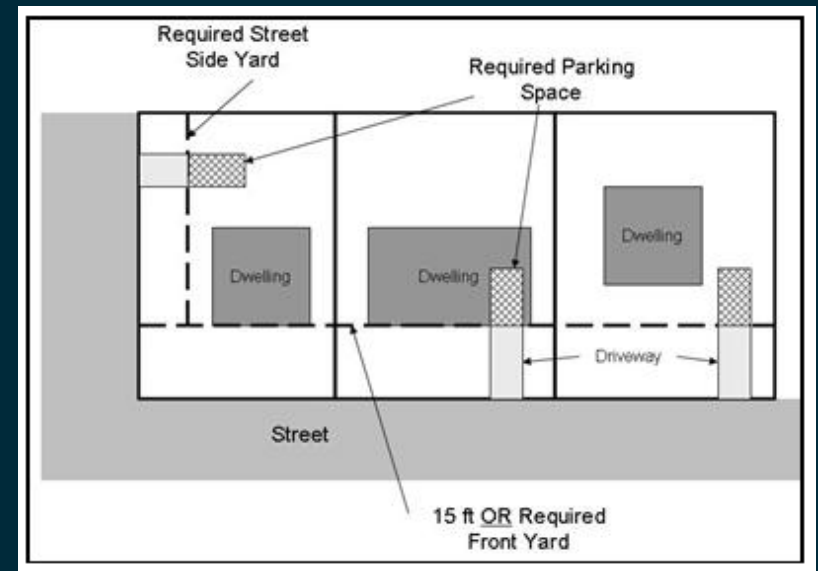 Required Street
Side Yard
Required Parking
Space
Dwelling
Dwelling
Dwelling
Driveway
Street
15 ft OR Required
Front Yard